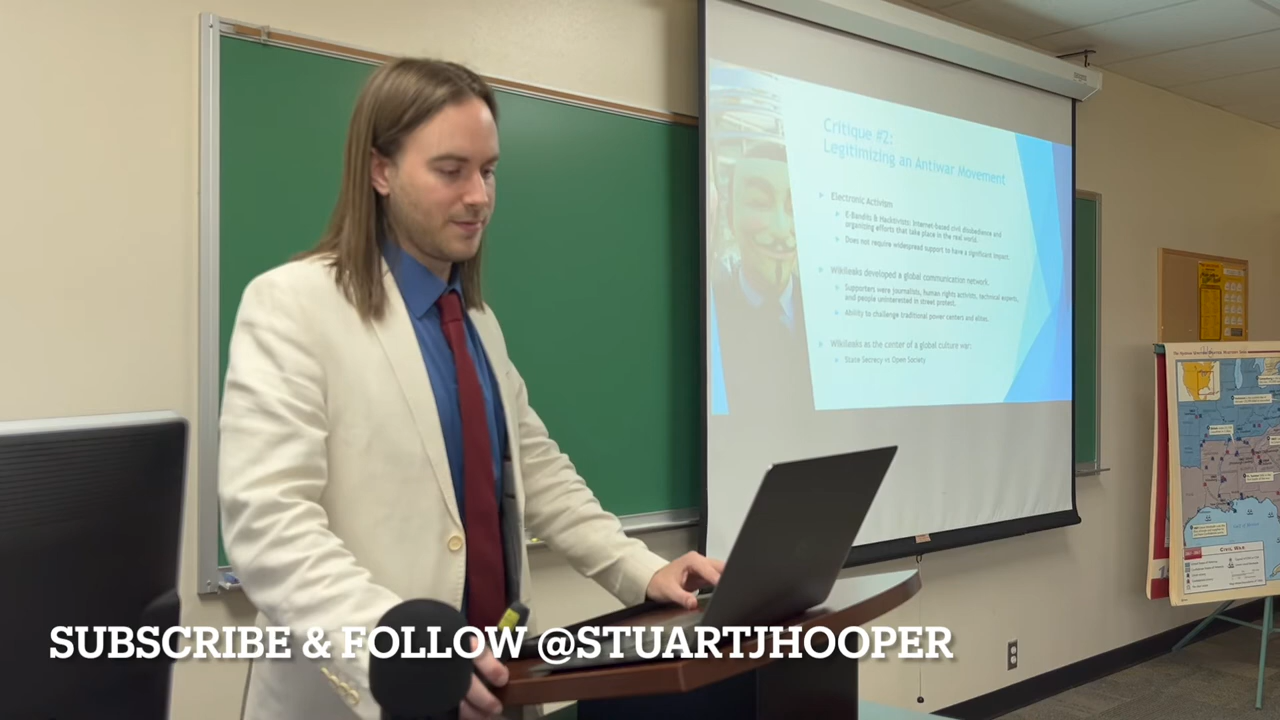 Critique #2:
Legitimizing an Antiwar Movement
Electronic Activism
E-Bandits & Hacktivists: Internet-based civil disobedience and
organizing efforts that take place in the real world.
Does not require widespread support to have a significant impact.
Wikileaks developed a global communication network.
Supporters were journalists, human rights activists, technical experts,
and people uninterested in street protest.
Ability to challenge traditional power centers and elites.
Wikileaks as the center of a global culture war:
State Secrecy vs Open Society
CIVIL WAR
SUBSCRIBE & FOLLOW @STUARTJHOOPER